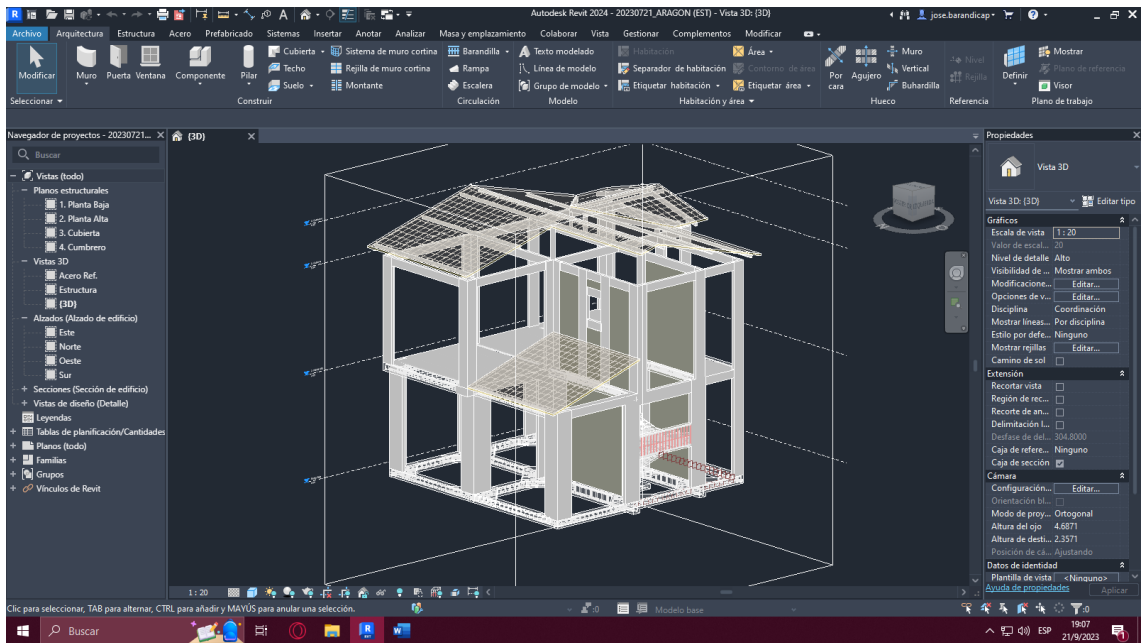 Autodesk Revit 2024 - 20230721_ARAGON (EST) - Vista 3D: {3D}
jose.barandicap
Archivo Arquitectura Estructura Acero Prefabricado Sistemas Insertar Anotar Analizar Masa y emplazamiento Colaborar Vista Gestionar Complementos Modificar
Modificar
Muro Puerta Ventana Componente Pilar
Cubierta
Techo
Suelo
Sistema de muro cortina
Rejilla de muro cortina
Montante
Barandilla
Rampa
Escalera
Texto modelado
Línea de modelo
Grupo de modelo
Habitación
Separador de habitación
Etiquetar habitación
Área
Contorno de área
Etiquetar área
Por cara
Agujero
Muro
Vertical
Buhardilla
Nivel
Rejilla
Definir
Mostrar
Plano de referencia
Visor
Seleccionar Construir Circulación Modelo Habitación y área Hueco Referencia Plano de trabajo
Navegador de proyectos - 20230721...
Buscar
Vistas (todo)
Planos estructurales
1. Planta Baja
2. Planta Alta
3. Cubierta
4. Cumbrero
Vistas 3D
Acero Ref.
Estructura
{3D}
Alzados (Alzado de edificio)
Este
Norte
Oeste
Sur
Secciones (Sección de edificio)
Vistas de diseño (Detalle)
Leyendas
Tablas de planificación/Cantidades
Planos (todo)
Familias
Grupos
Vínculos de Revit
{3D}
Propiedades
Vista 3D
Vista 3D: {3D} Editar tipo
Gráficos
Escala de vista 1 : 20
Valor de escal... 20
Nivel de detalle Alto
Visibilidad de ... Mostrar ambos
Modificacione... Editar...
Opciones de v... Editar...
Disciplina Coordinación
Mostrar líneas... Por disciplina
Estilo por defe... Ninguno
Mostrar rejillas Editar...
Camino de sol
Extensión
Recortar vista
Región de rec...
Recorte de an...
Delimitación l...
Desfase de del... 304.8000
Caja de refere... Ninguno
Caja de sección
Cámara
Configuración... Editar...
Orientación bl...
Modo de proy... Ortogonal
Altura del ojo 4.6871
Altura de desti... 2.3571
Posición de cá... Ajustando
Datos de identidad
Plantilla de vista <Ninguno>
Ayuda de propiedades Aplicar
1 : 20
Clic para seleccionar, TAB para alternar, CTRL para añadir y MAYÚS para anular una selección.
:0
Modelo base
:0
Buscar
ESP
19:07
21/9/2023